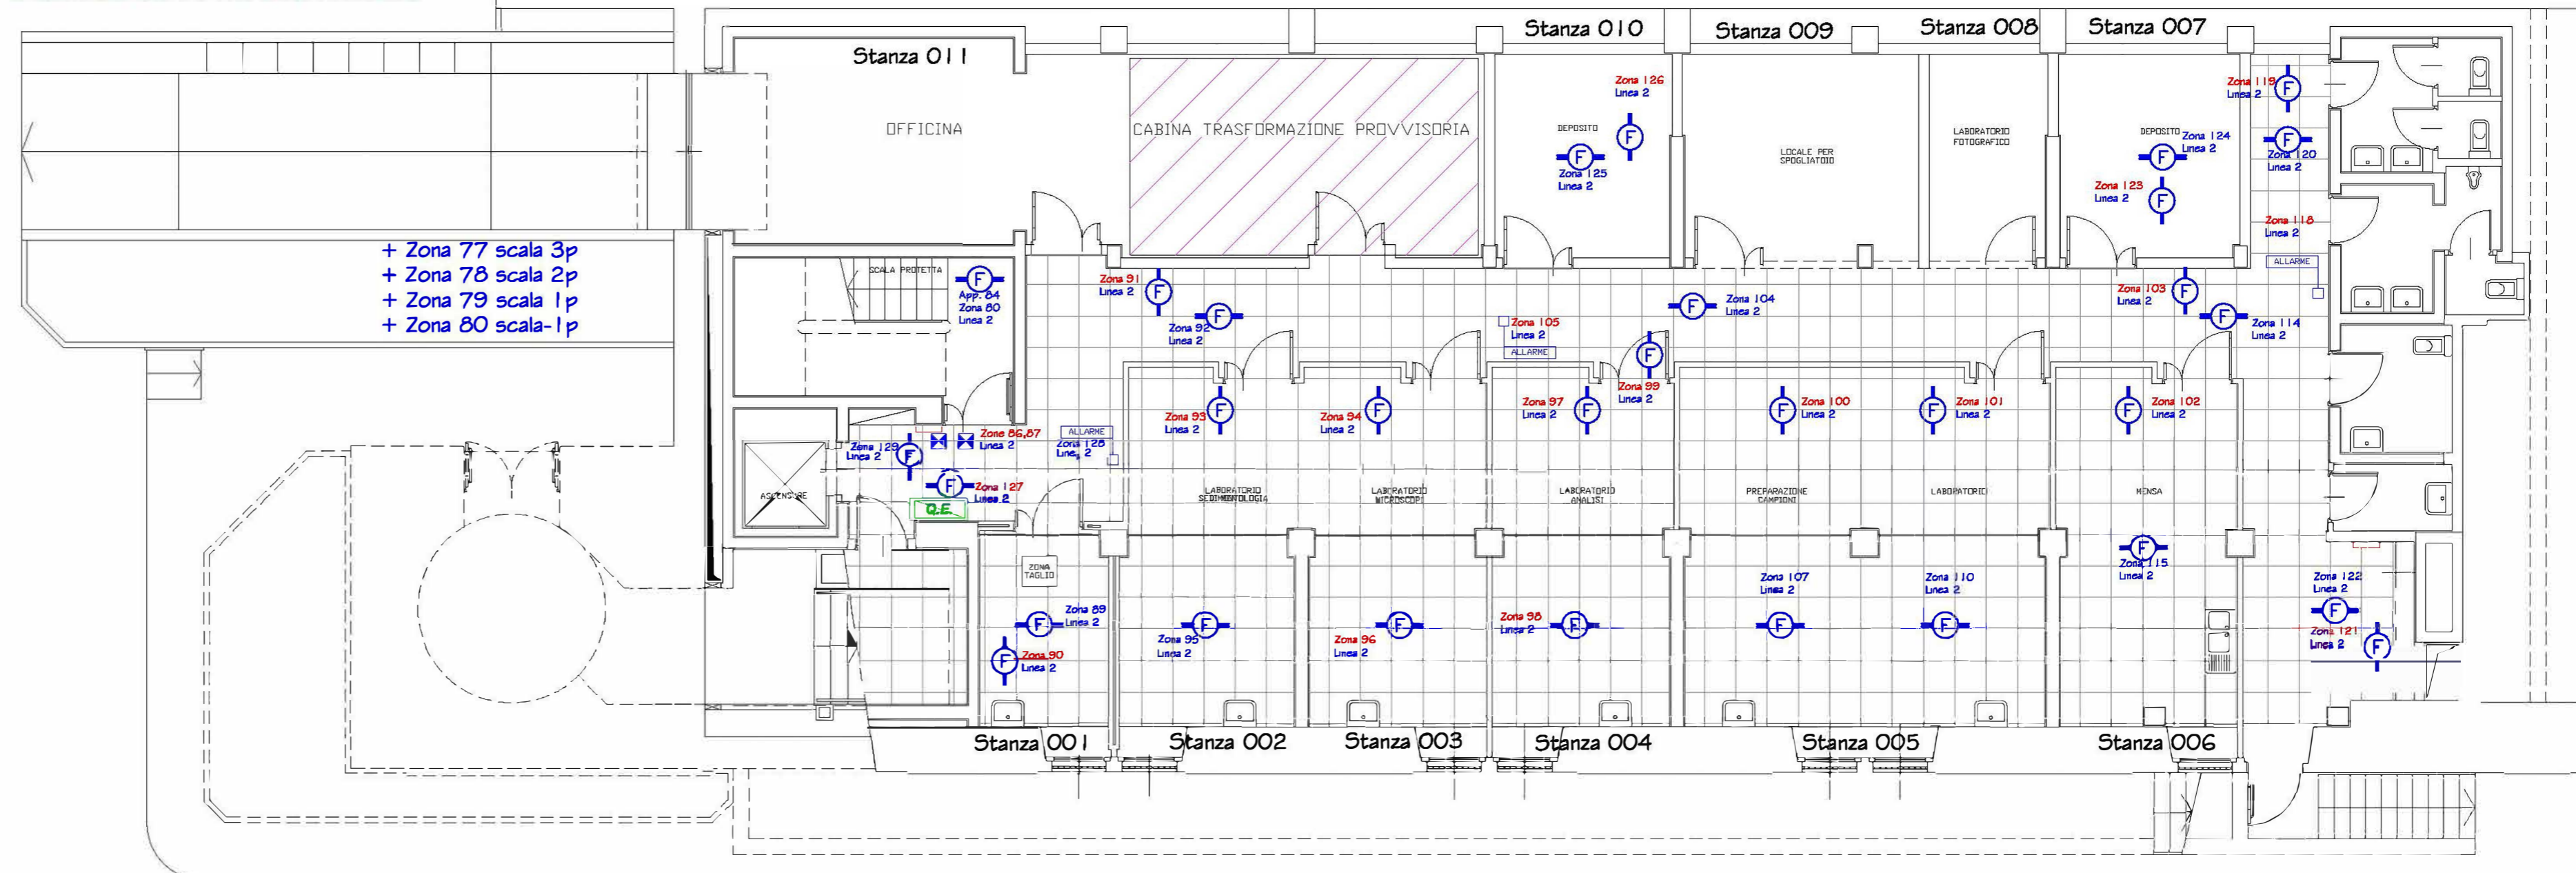 Stanza 011
Stanza 010
Stanza 009
Stanza 008
Stanza 007
OFFICINA
CABINA TRASFORMAZIONE PROVVISORIA
DEPOSITO
Zona 126
Linea 2
F
F
Zona 125
Linea 2
LOCALE PER
SPOGLIATOIO
LABORATORIO
FOTOGRAFICO
DEPOSITO
Zona 124
Linea 2
F
Zona 123
Linea 2
F
Zona 119
Linea 2
F
F
Zona 120
Linea 2
Zona 118
Linea 2
ALLARME
+ Zona 77 scala 3p
+ Zona 78 scala 2p
+ Zona 79 scala 1p
+ Zona 80 scala-1p
SCALA PROTETTA
F
App. 84
Zona 80
Linea 2
Zona 91
Linea 2
F
F
Zona 92
Linea 2
Zona 105
Linea 2
ALLARME
F
Zona 104
Linea 2
F
Zona 99
Linea 2
Zona 103
Linea 2
F
F
Zona 114
Linea 2
Zona 93
Linea 2
F
Zona 94
Linea 2
F
Zona 97
Linea 2
F
F
Zona 100
Linea 2
F
Zona 101
Linea 2
F
Zona 102
Linea 2
Zona 129
Linea 2
F
Zone 86,87
Linea 2
ALLARME
Zona 128
Linea 2
F
Zona 127
Linea 2
Q.E.
ASCENSORE
LABORATORIO
SEDIMENTOLOGIA
LABORATORIO
MICROSCOPI
LABORATORIO
ANALISI
PREPARAZIONE
CAMPIONI
LABORATORIO
MENSA
ZONA
TAGLIO
F
Zona 89
Linea 2
F
Zona 90
Linea 2
F
Zona 95
Linea 2
F
Zona 96
Linea 2
Zona 98
Linea 2
F
Zona 107
Linea 2
F
Zona 110
Linea 2
F
F
Zona 115
Linea 2
Zona 122
Linea 2
F
Zona 121
Linea 2
F
Stanza 001
Stanza 002
Stanza 003
Stanza 004
Stanza 005
Stanza 006